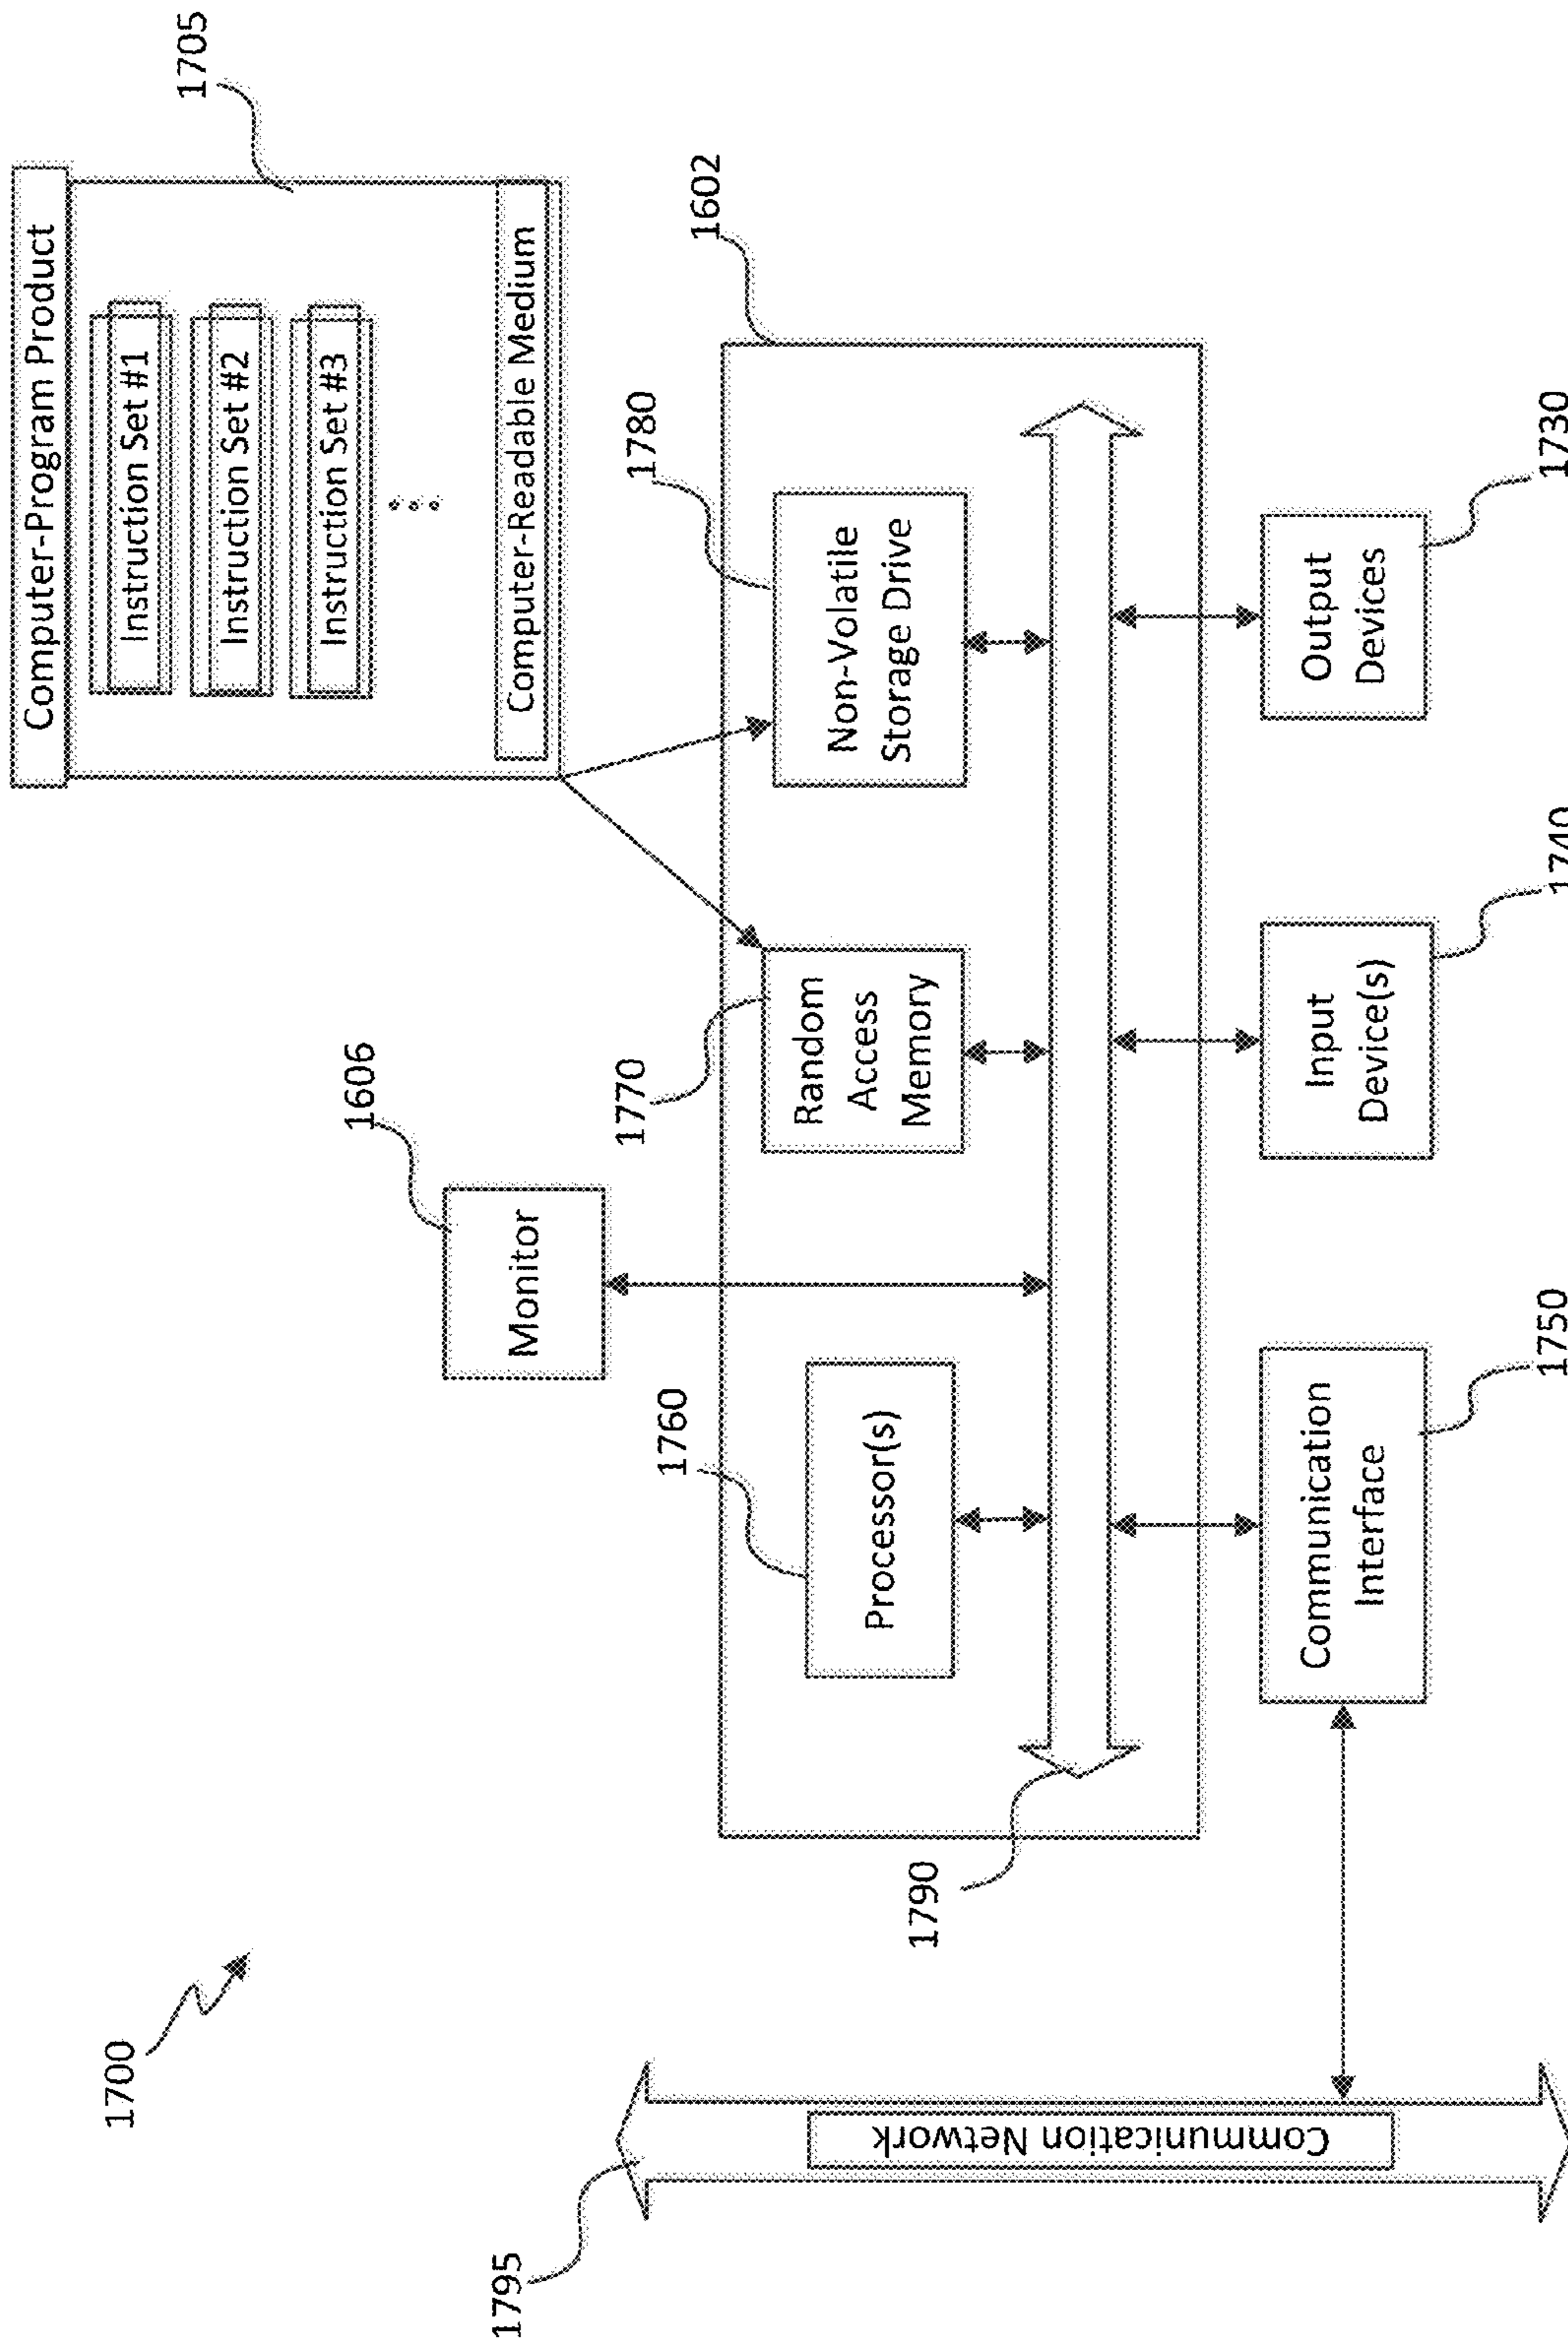 1700
Computer-Program Product
Instruction Set #1
Instruction Set #2
Instruction Set #3
...
Computer-Readable Medium
1705
Monitor
1606
1602
1760
Processor(s)
1770
Random
Access
Memory
1780
Non-Volatile
Storage Drive
1790
1795
Communication Network
Communication
Interface
1750
Input
Device(s)
1740
Output
Devices
1730